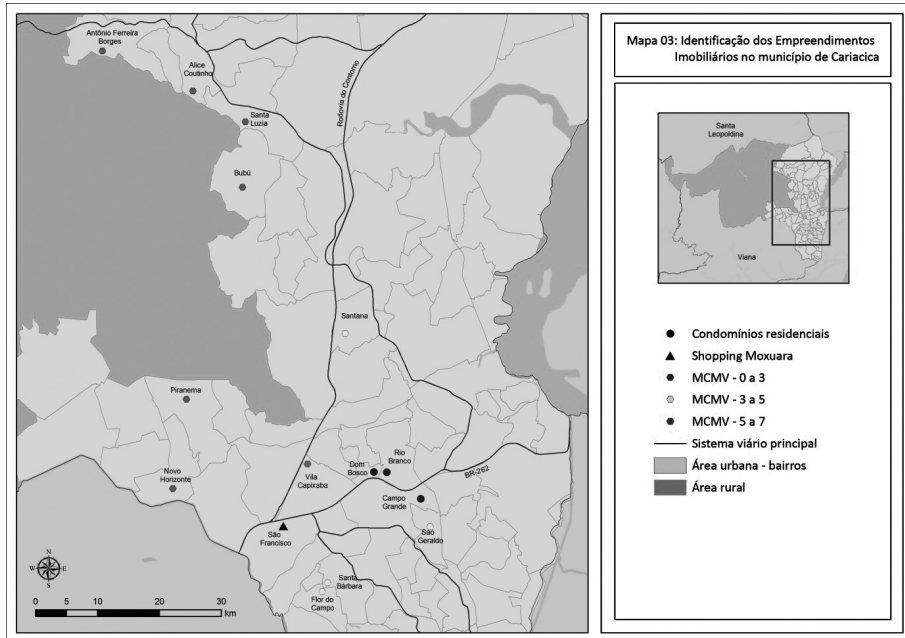 Antônio Ferreira
Borges
Alice
Coutinho
Santa
Luzia
Bubú
Rodovia do Contorno
Santana
Piranema
Novo
Horizonte
Vila
Capixaba
Dom
Bosco
Rio
Branco
BR-262
Campo
Grande
São
Geraldo
São
Francisco
Santa
Bárbara
Flor do
Campo
N
W
E
S
0 5 10 20 30
km
Mapa 03: Identificação dos Empreendimentos
Imobiliários no município de Cariacica
Santa
Leopoldina
Viana
Condomínios residenciais
Shopping Moxuara
MCMV - 0 a 3
MCMV - 3 a 5
MCMV - 5 a 7
Sistema viário principal
Área urbana - bairros
Área rural